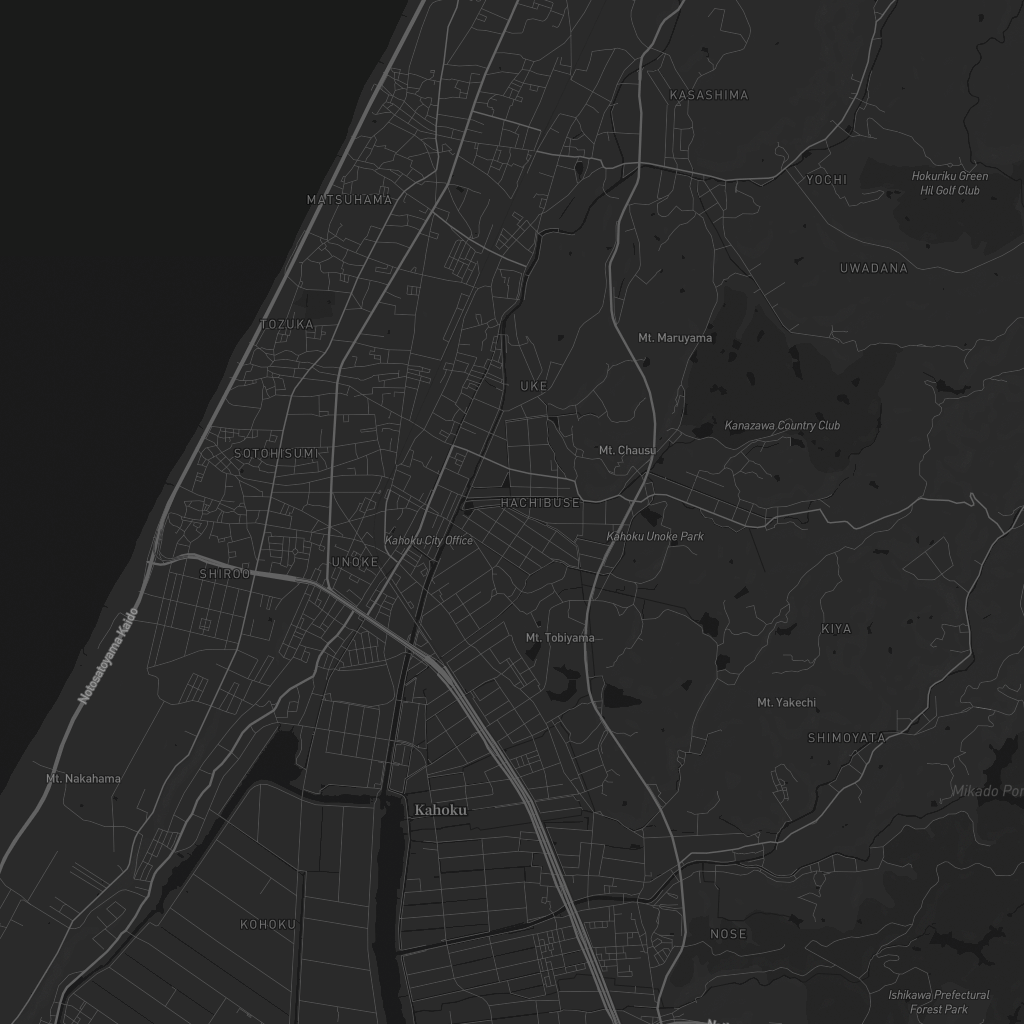 KASASHIMA
YOCHI
Hokuriku Green
Hil Golf Club
MATSUHAMA
UWADANA
TOZUKA
Mt. Maruyama
UKE
Kanazawa Country Club
SOTOHISUMI
Mt. Chausu
HACHIBUSE
Kahoku City Office
Kahoku Unoke Park
UNOKE
SHIROO
Notosatoyama Kaido
Mt. Tobiyama
KIYA
Mt. Yakechi
SHIMOYATA
Mt. Nakahama
Mikado Pon
Kahoku
KOHOKU
NOSE
Ishikawa Prefectural
Forest Park